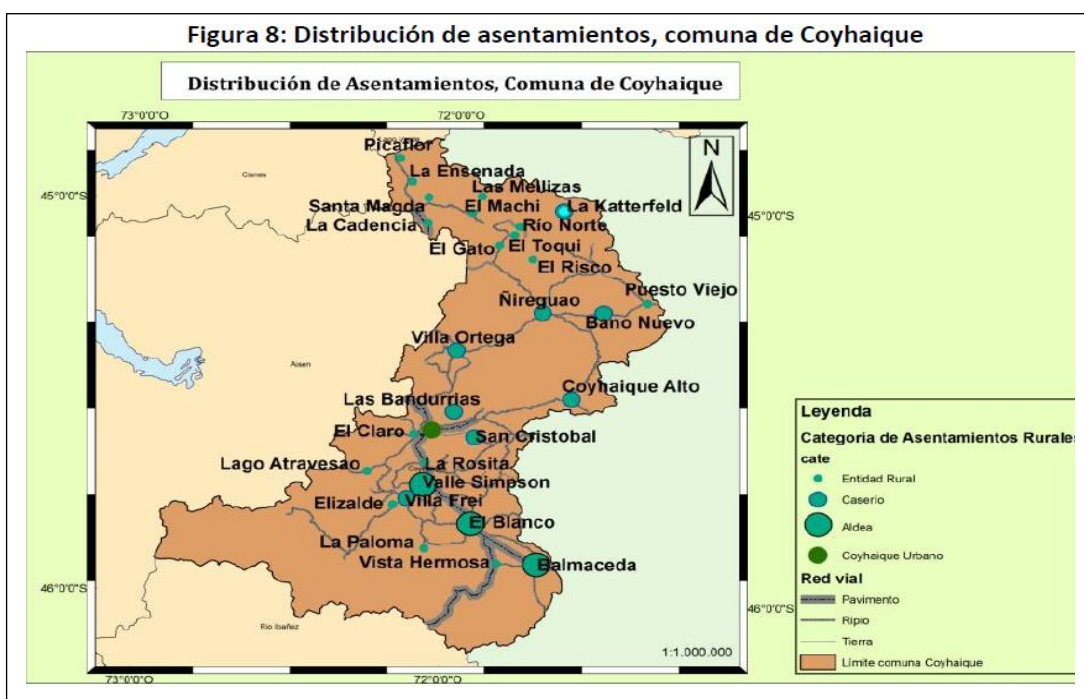 Figura 8: Distribución de asentamientos, comuna de Coyhaique
Distribución de Asentamientos, Comuna de Coyhaique
73°0'0"O
72°0'0"O
Picaflor
N
La Ensenada
Cisnes
Las Mellizas
45°0'0"S
Santa Magda
El Machi
La Katterfeld
45°0'0"S
La Cadencia
Río Norte
El Gato
El Toqui
El Risco
Puesto Viejo
Ñireguao
Bano Nuevo
Villa Ortega
Aisen
Coyhaique Alto
Las Bandurrias
El Claro
San Cristobal
Lago Atravesao
La Rosita
Valle Simpson
Elizalde
Villa Frei
El Blanco
La Paloma
Vista Hermosa
Balmaceda
46°0'0"S
46°0'0"S
Rio Ibañez
1:1.000.000
73°0'0"O
72°0'0"O
Leyenda
Categoría de Asentamientos Rurales
cate
Entidad Rural
Caserio
Aldea
Coyhaique Urbano
Red vial
Pavimento
Ripio
Tierra
Límite comuna Coyhaique